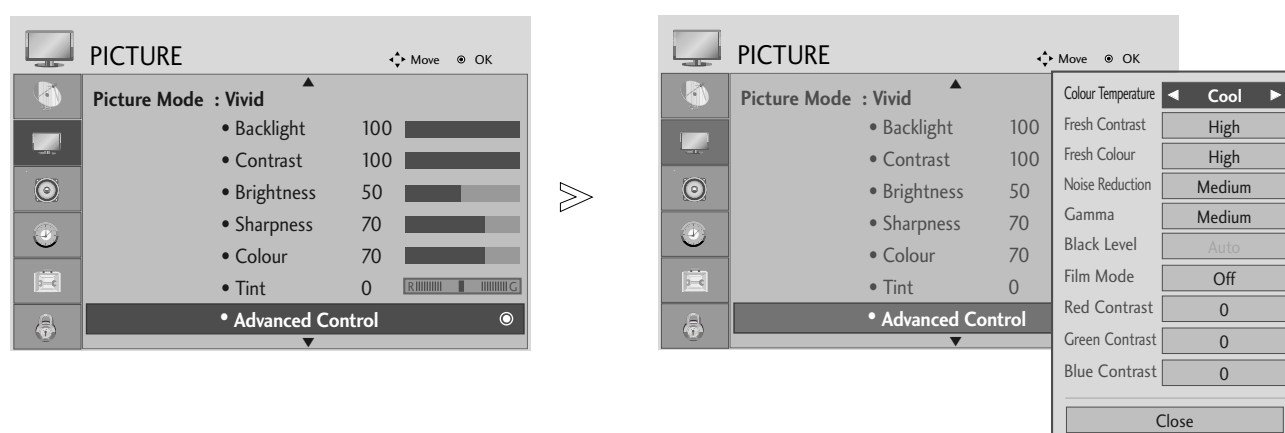 PICTURE
Move OK
Picture Mode : Vivid
• Backlight 100
• Contrast 100
• Brightness 50
• Sharpness 70
• Colour 70
• Tint 0 R G
• Advanced Control
PICTURE
Move OK
Picture Mode : Vivid
• Backlight 100
• Contrast 100
• Brightness 50
• Sharpness 70
• Colour 70
• Tint 0
• Advanced Control
Colour Temperature Cool
Fresh Contrast High
Fresh Colour High
Noise Reduction Medium
Gamma Medium
Black Level Auto
Film Mode Off
Red Contrast 0
Green Contrast 0
Blue Contrast 0
Close